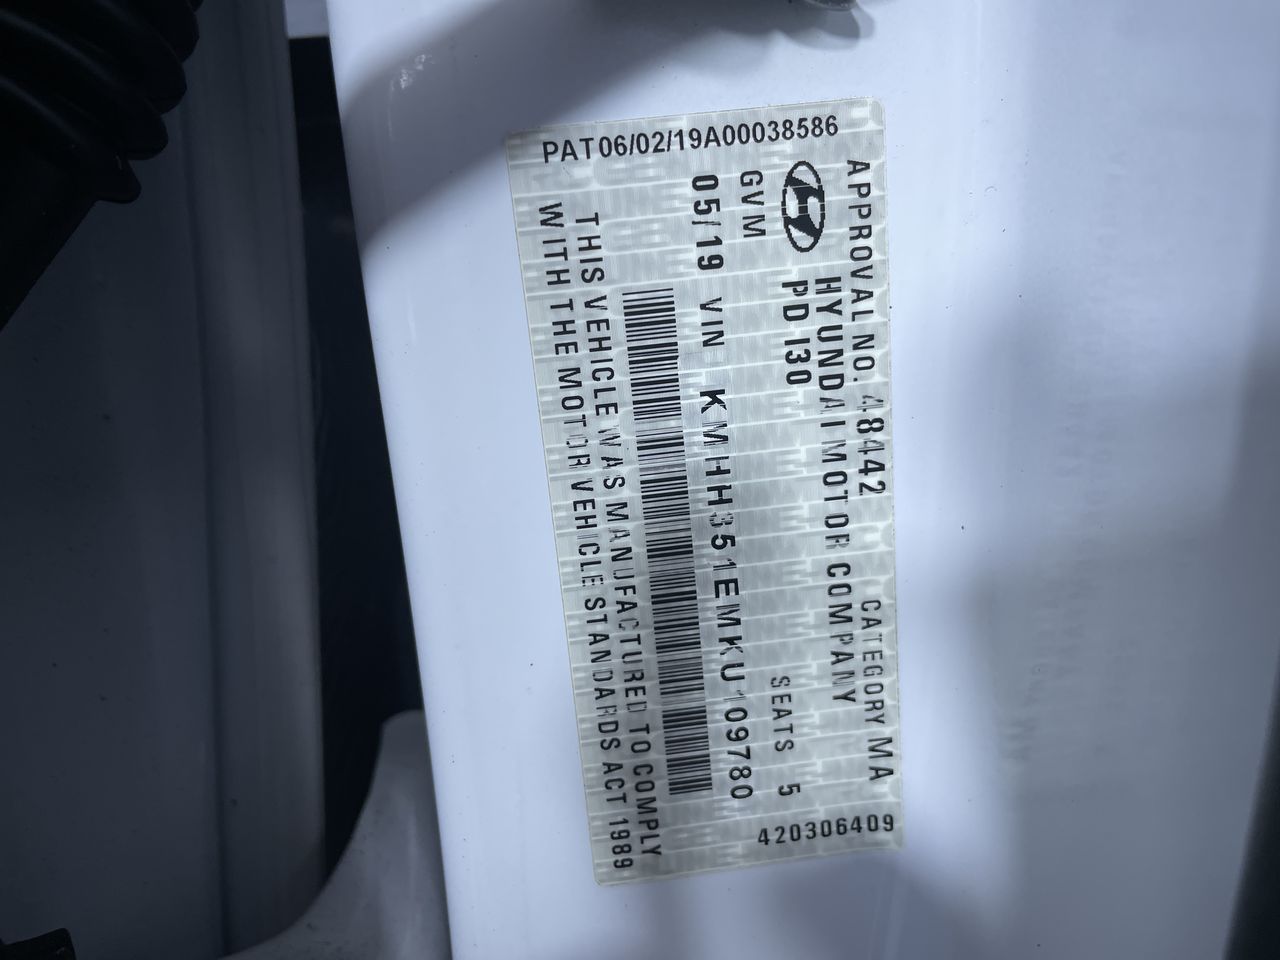 PAT06/02/19A00038586
APPROVAL NO. 48442 CATEGORY MA
HYUNDAI MOTOR COMPANY
PD I30
GVM SEATS 5
05/19 VIN KMHH351EMKU109780
THIS VEHICLE WAS MANUFACTURED TO COMPLY
WITH THE MOTOR VEHICLE STANDARDS ACT 1989
420306409